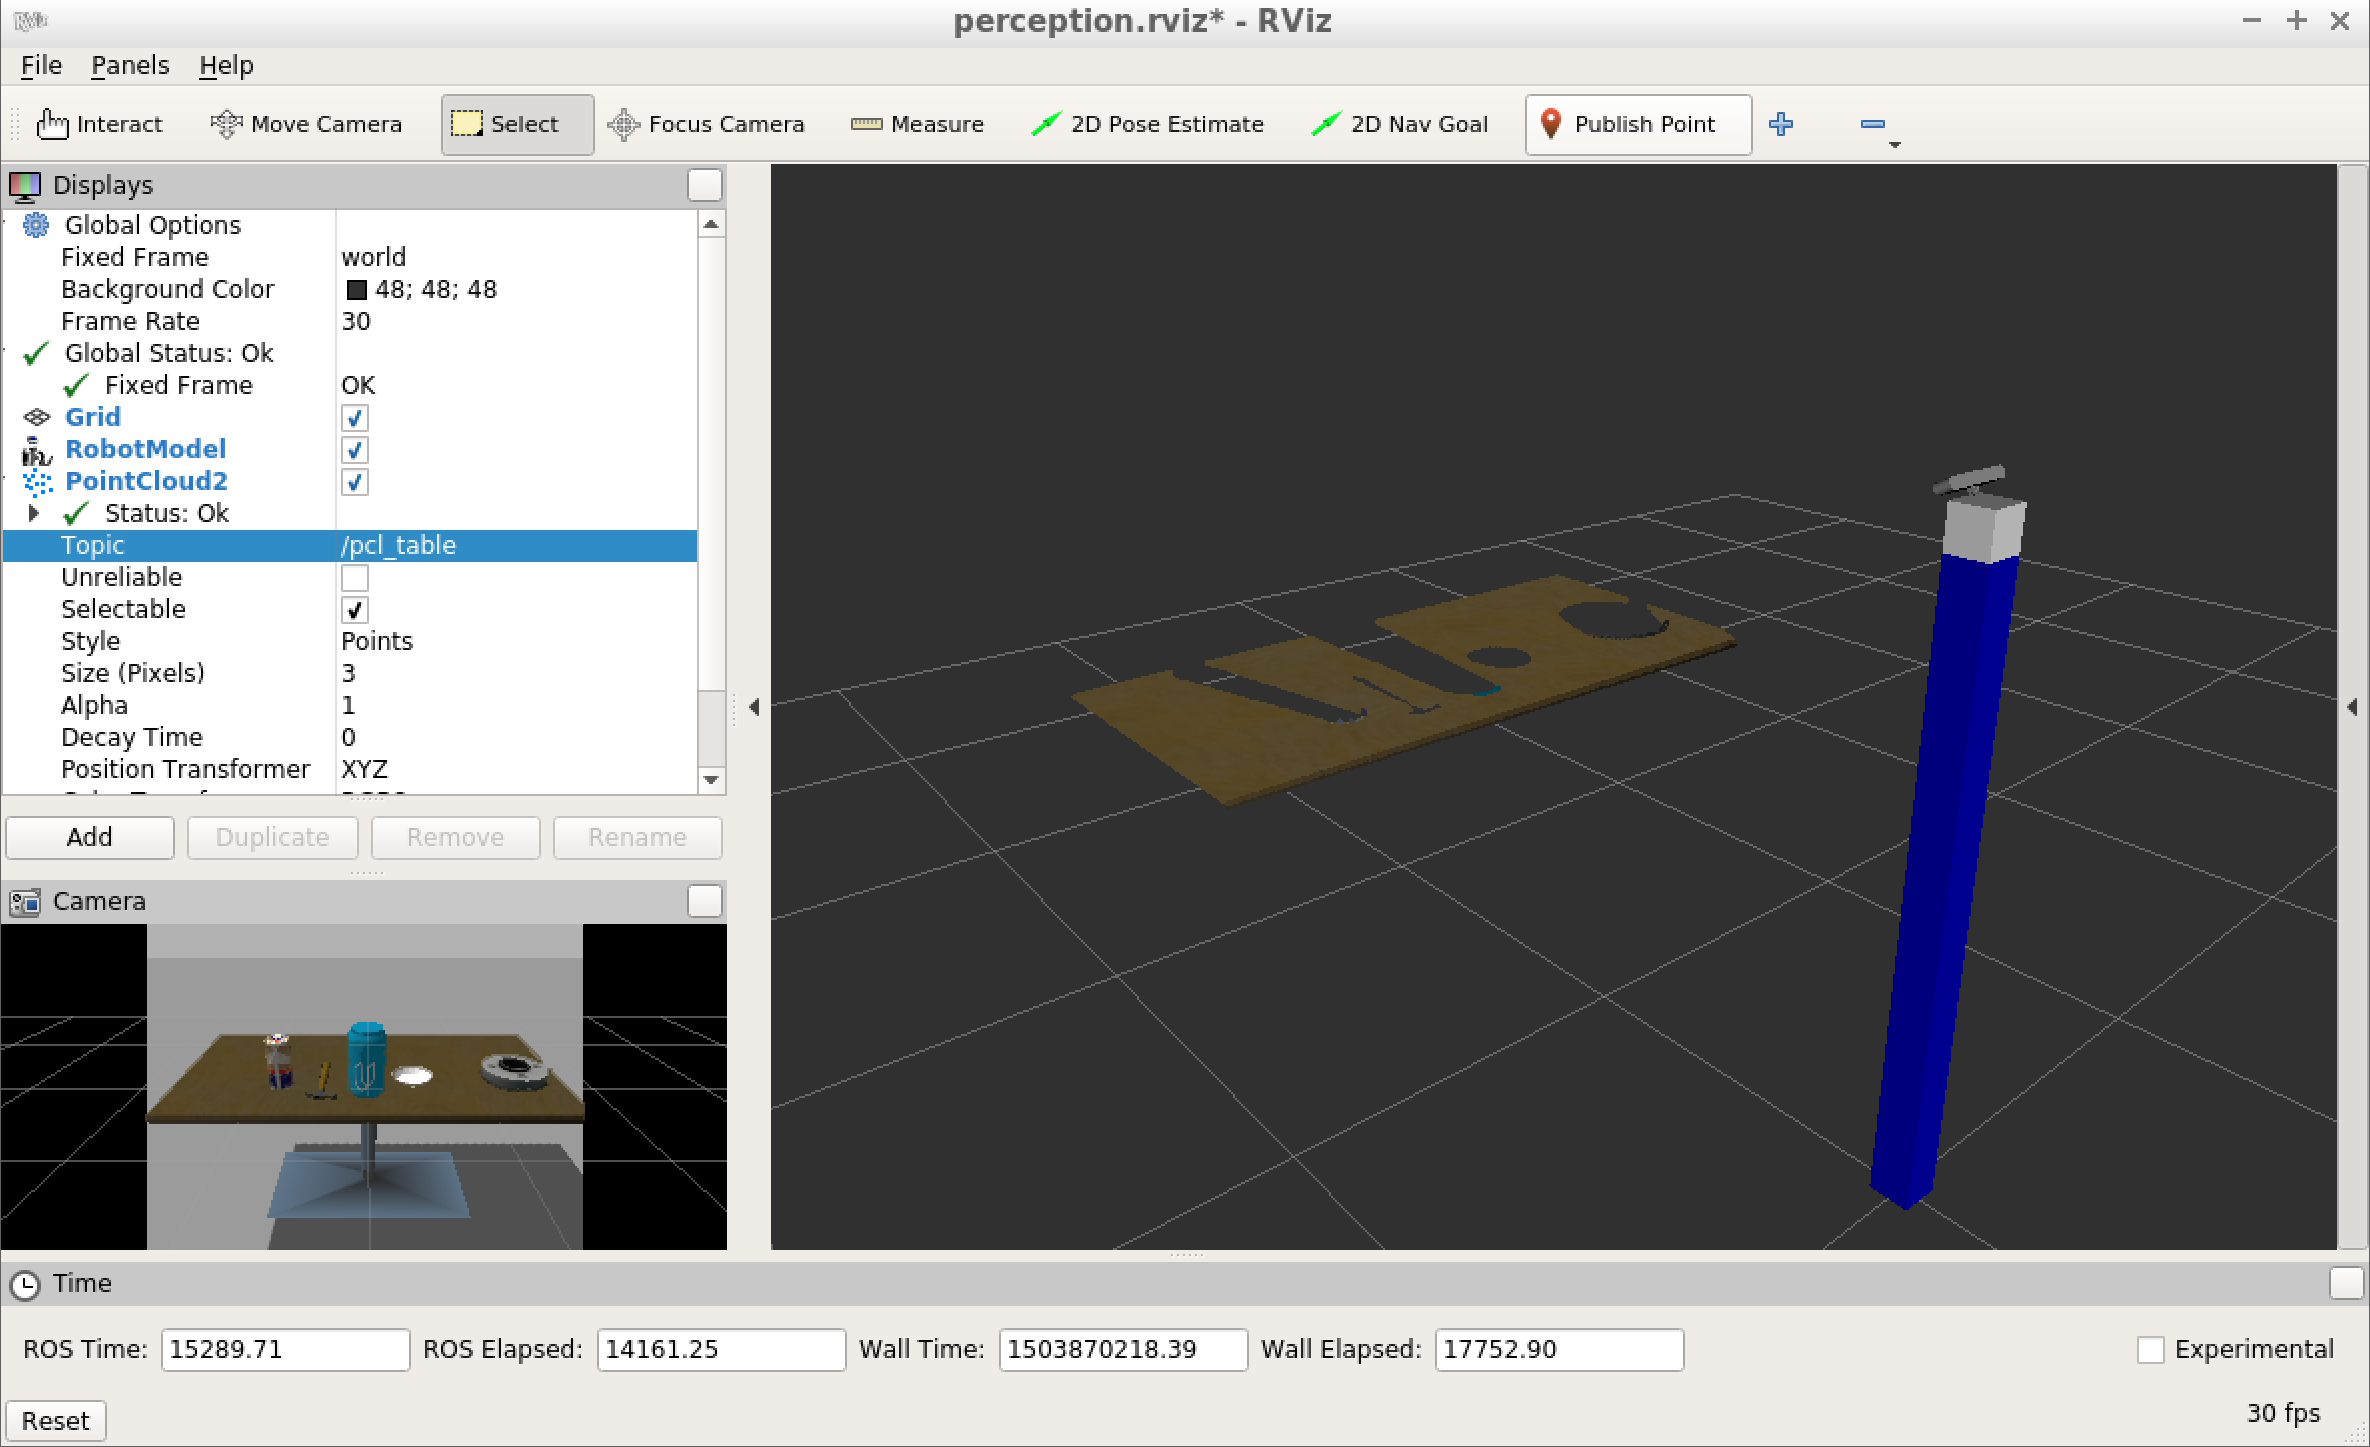 perception.rviz* - RViz
File Panels Help
Interact Move Camera Select Focus Camera Measure 2D Pose Estimate 2D Nav Goal Publish Point
Displays
Global Options
Fixed Frame world
Background Color 48; 48; 48
Frame Rate 30
Global Status: Ok
Fixed Frame OK
Grid
RobotModel
PointCloud2
Status: Ok
Topic /pcl_table
Unreliable
Selectable
Style Points
Size (Pixels) 3
Alpha 1
Decay Time 0
Position Transformer XYZ
Add Duplicate Remove Rename
Camera
Time
ROS Time: 15289.71 ROS Elapsed: 14161.25 Wall Time: 1503870218.39 Wall Elapsed: 17752.90 Experimental
Reset 30 fps